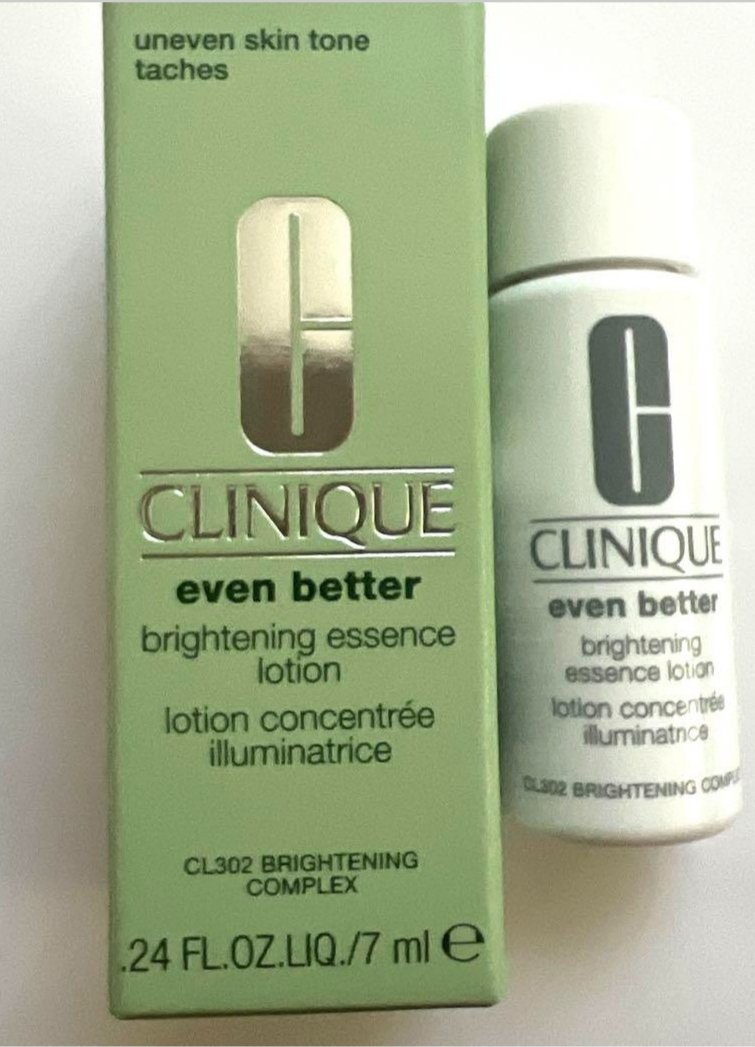 uneven skin tone
taches
CLINIQUE
even better
brightening essence
lotion
lotion concentrée
illuminatrice
CL302 BRIGHTENING
COMPLEX
.24 FL.OZ.LIQ./7 ml e
CLINIQUE
even better
brightening
essence lotion
lotion concentrée
illuminatrice
CL302 BRIGHTENING